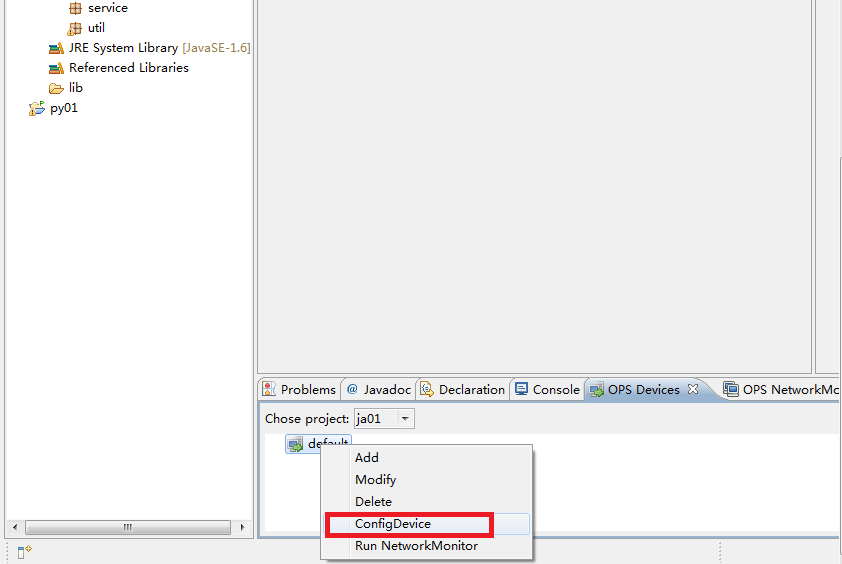 service
util
JRE System Library [JavaSE-1.6]
Referenced Libraries
lib
py01
Problems @ Javadoc Declaration Console OPS Devices OPS NetworkMo
Chose project: ja01
default
Add
Modify
Delete
ConfigDevice
Run NetworkMonitor